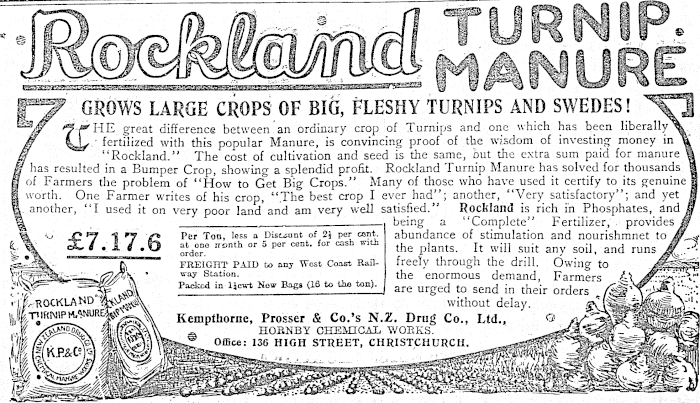 Rockland TURNIP
MANURE
GROWS LARGE CROPS OF BIG, FLESHY TURNIPS AND SWEDES!
THE great difference between an ordinary crop of Turnips and one which has been liberally
fertilized with this popular Manure, is convincing proof of the wisdom of investing money in
"Rockland." The cost of cultivation and seed is the same, but the extra sum paid for manure
has resulted in a Bumper Crop, showing a splendid profit. Rockland Turnip Manure has solved for thousands
of Farmers the problem of "How to Get Big Crops." Many of those who have used it certify to its genuine
worth. One Farmer writes of his crop, "The best crop I ever had"; another, "Very satisfactory"; and yet
another, "I used it on very poor land and am very well satisfied." Rockland is rich in Phosphates, and
being a "Complete" Fertilizer, provides
abundance of stimulation and nourishmnet to
the plants. It will suit any soil, and runs
freely through the drill. Owing to
the enormous demand, Farmers
are urged to send in their orders
without delay.
£7.17.6
Per Ton, less a Discount of 2½ per cent.
at one month or 5 per cent. for cash with
order.
FREIGHT PAID to any West Coast Rail-
way Station.
Packed in 1¼cwt New Bags (16 to the ton).
Kempthorne, Prosser & Co.'s N.Z. Drug Co., Ltd.,
HORNBY CHEMICAL WORKS.
Office: 136 HIGH STREET, CHRISTCHURCH.
"ROCKLAND"
TURNIP MANURE
K.P.& Co